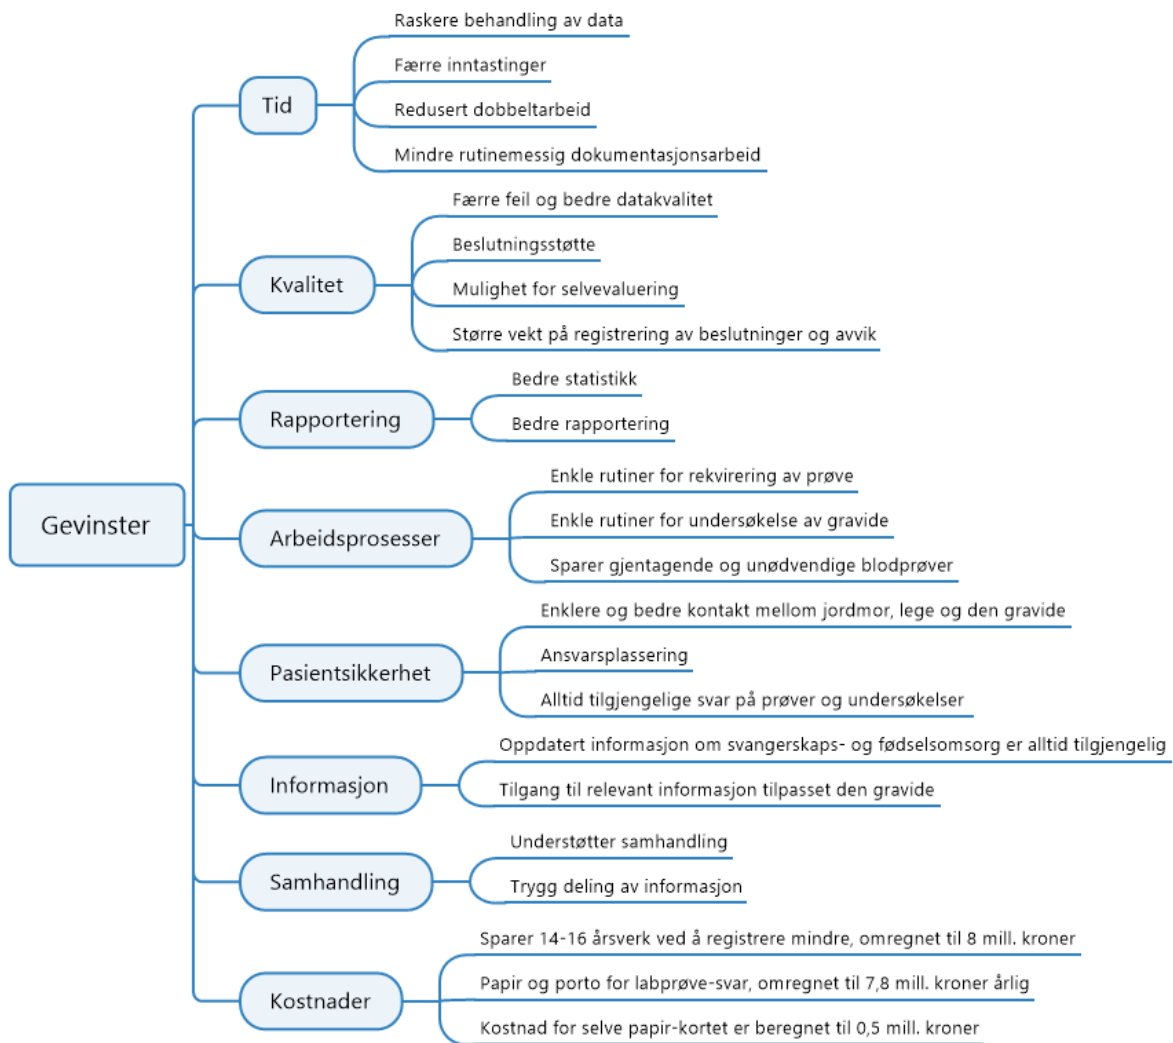 Gevinster
Tid
Raskere behandling av data
Færre inntastinger
Redusert dobbeltarbeid
Mindre rutinemessig dokumentasjonsarbeid
Kvalitet
Færre feil og bedre datakvalitet
Beslutningsstøtte
Mulighet for selvevaluering
Større vekt på registrering av beslutninger og avvik
Rapportering
Bedre statistikk
Bedre rapportering
Arbeidsprosesser
Enkle rutiner for rekvirering av prøve
Enkle rutiner for undersøkelse av gravide
Sparer gjentagende og unødvendige blodprøver
Pasientsikkerhet
Enklere og bedre kontakt mellom jordmor, lege og den gravide
Ansvarsplassering
Alltid tilgjengelige svar på prøver og undersøkelser
Informasjon
Oppdatert informasjon om svangerskaps- og fødselsomsorg er alltid tilgjengelig
Tilgang til relevant informasjon tilpasset den gravide
Samhandling
Understøtter samhandling
Trygg deling av informasjon
Kostnader
Sparer 14-16 årsverk ved å registrere mindre, omregnet til 8 mill. kroner
Papir og porto for labprøve-svar, omregnet til 7,8 mill. kroner årlig
Kostnad for selve papir-kortet er beregnet til 0,5 mill. kroner